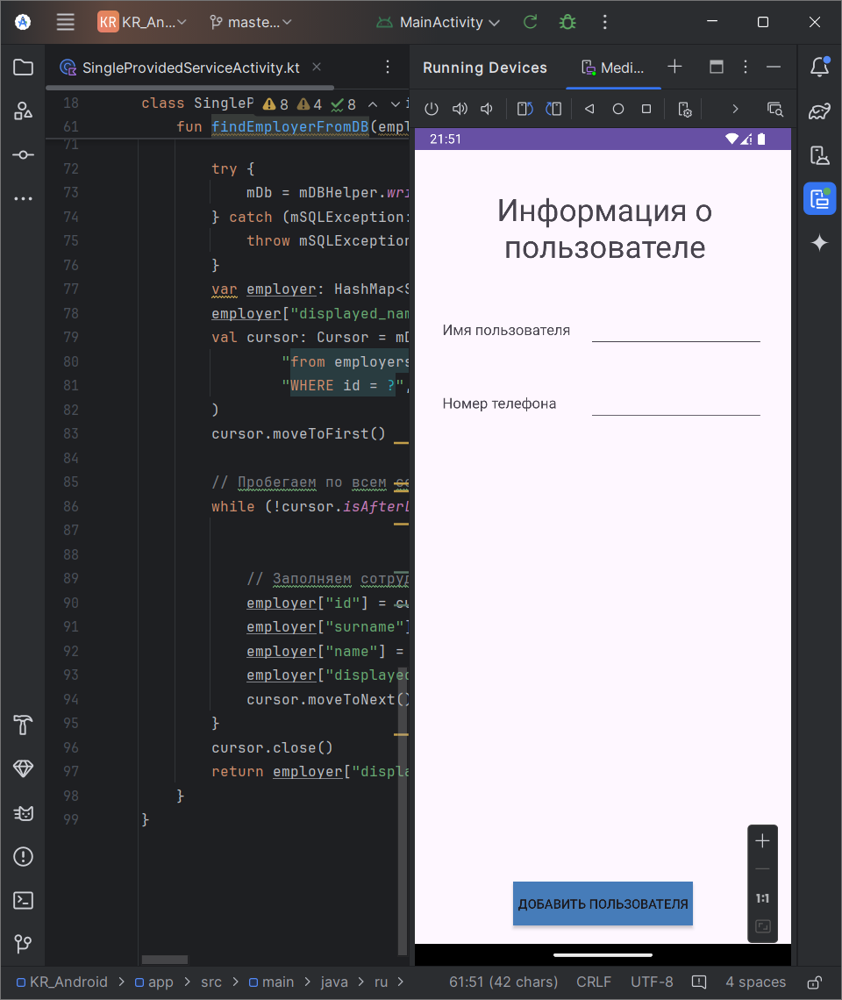 KR KR_An... maste... MainActivity
SingleProvidedServiceActivity.kt
Running Devices Medi...
18 class SingleP 8 4 8
61 fun findEmployerFromDB(empl
71
72 try {
73 mDb = mDBHelper.wri
74 } catch (mSQLException:
75 throw mSQLException
76 }
77 var employer: HashMap<S
78 employer["displayed_nam
79 val cursor: Cursor = mD
80 "from employers
81 "WHERE id = ?",
82 )
83 cursor.moveToFirst()
84
85 // Пробегаем по всем со
86 while (!cursor.isAfterL
87
88
89 // Заполняем сотруд
90 employer["id"] = cu
91 employer["surname"]
92 employer["name"] =
93 employer["displayed
94 cursor.moveToNext()
95 }
96 cursor.close()
97 return employer["displa
98 }
99 }
21:51
Информация о
пользователе
Имя пользователя
Номер телефона
ДОБАВИТЬ ПОЛЬЗОВАТЕЛЯ
1:1
KR_Android app src main java ru 61:51 (42 chars) CRLF UTF-8 4 spaces